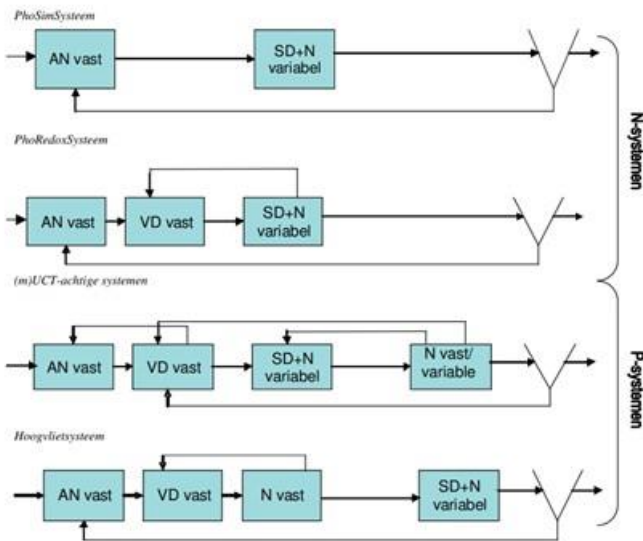 PhoSimSysteem
AN vast
SD+N
variabel
PhoRedoxSysteem
AN vast
VD vast
SD+N
variabel
N-systemen
(m)UCT-achtige systemen
AN vast
VD vast
SD+N
variabel
N vast/
variable
P-systemen
Hoogvlietsysteem
AN vast
VD vast
N vast
SD+N
variabel